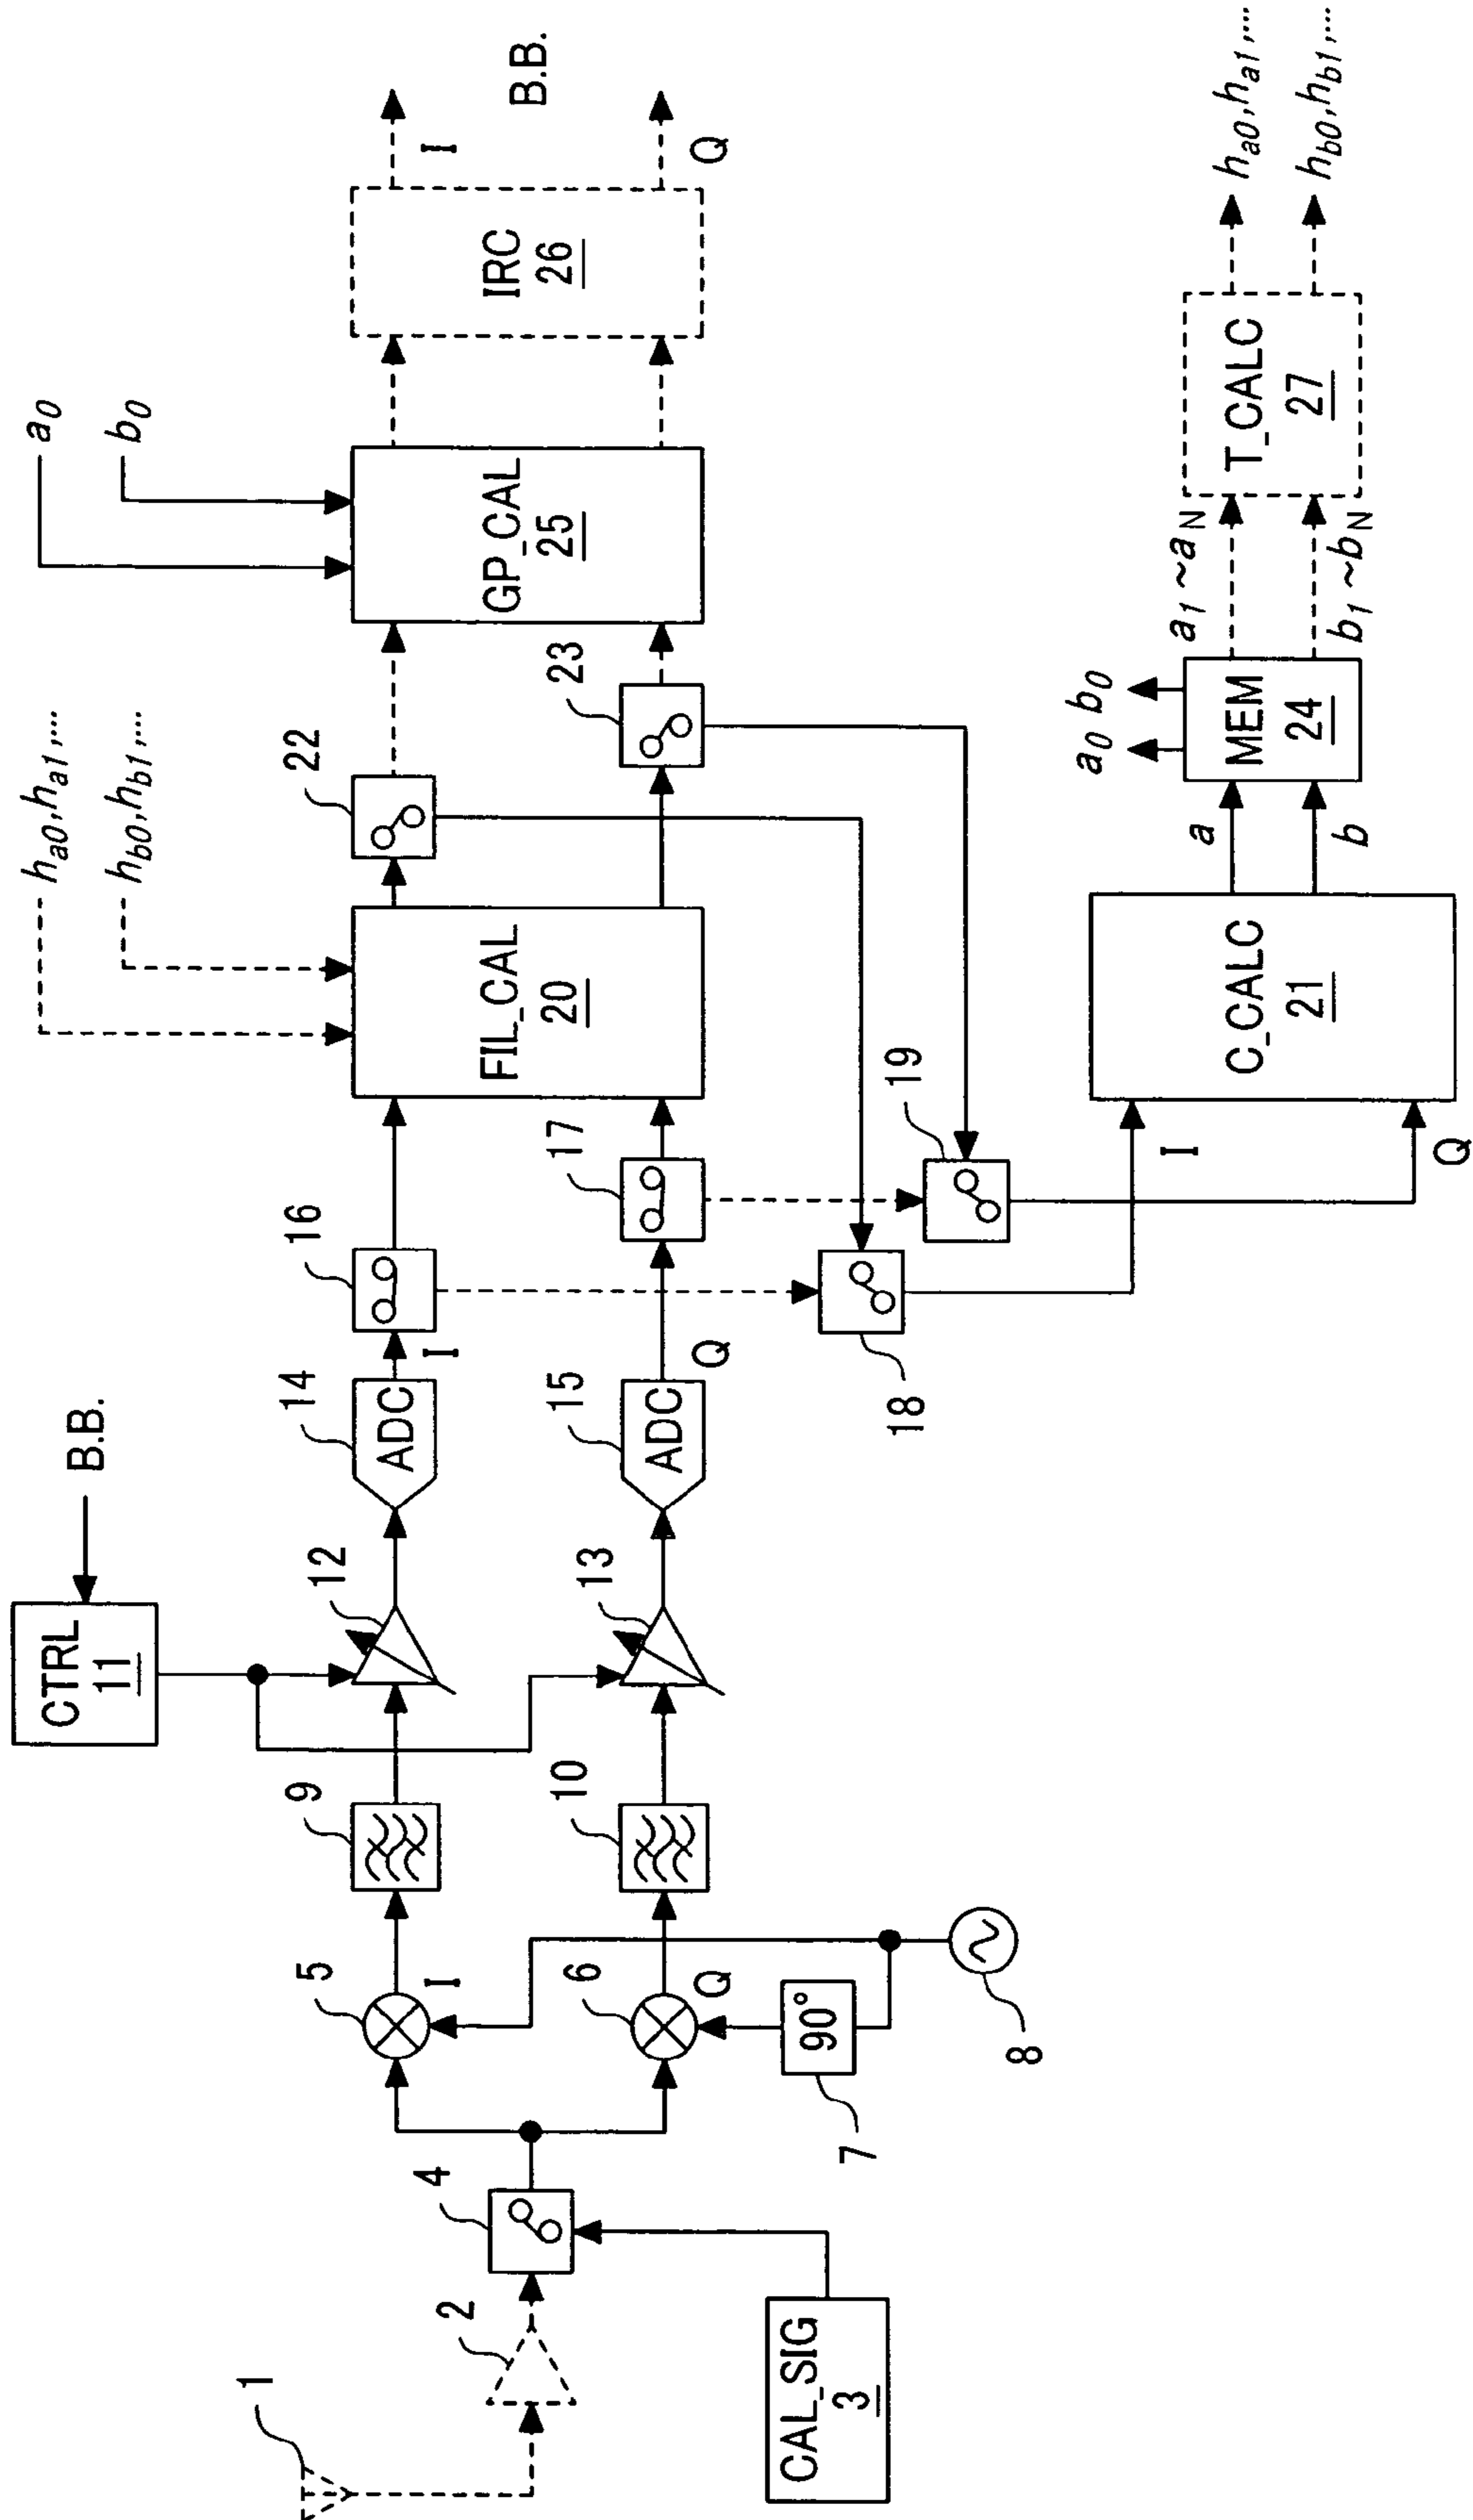 1
2
CAL_SIG
3
4
5
I
6
Q
90°
7
8
9
10
CTRL
11
B.B.
12
13
14
ADC
I
15
ADC
Q
16
17
18
19
h_a0, h_a1, ...
h_b0, h_b1, ...
FIL_CAL
20
22
23
a_0
b_0
GP_CAL
25
IRC
26
I
B.B.
Q
I
Q
C_CALC
21
a
b
a_0 b_0
MEM
24
a_1 ~ a_N
b_1 ~ b_N
T_CALC
27
h_a0, h_a1, ...
h_b0, h_b1, ...